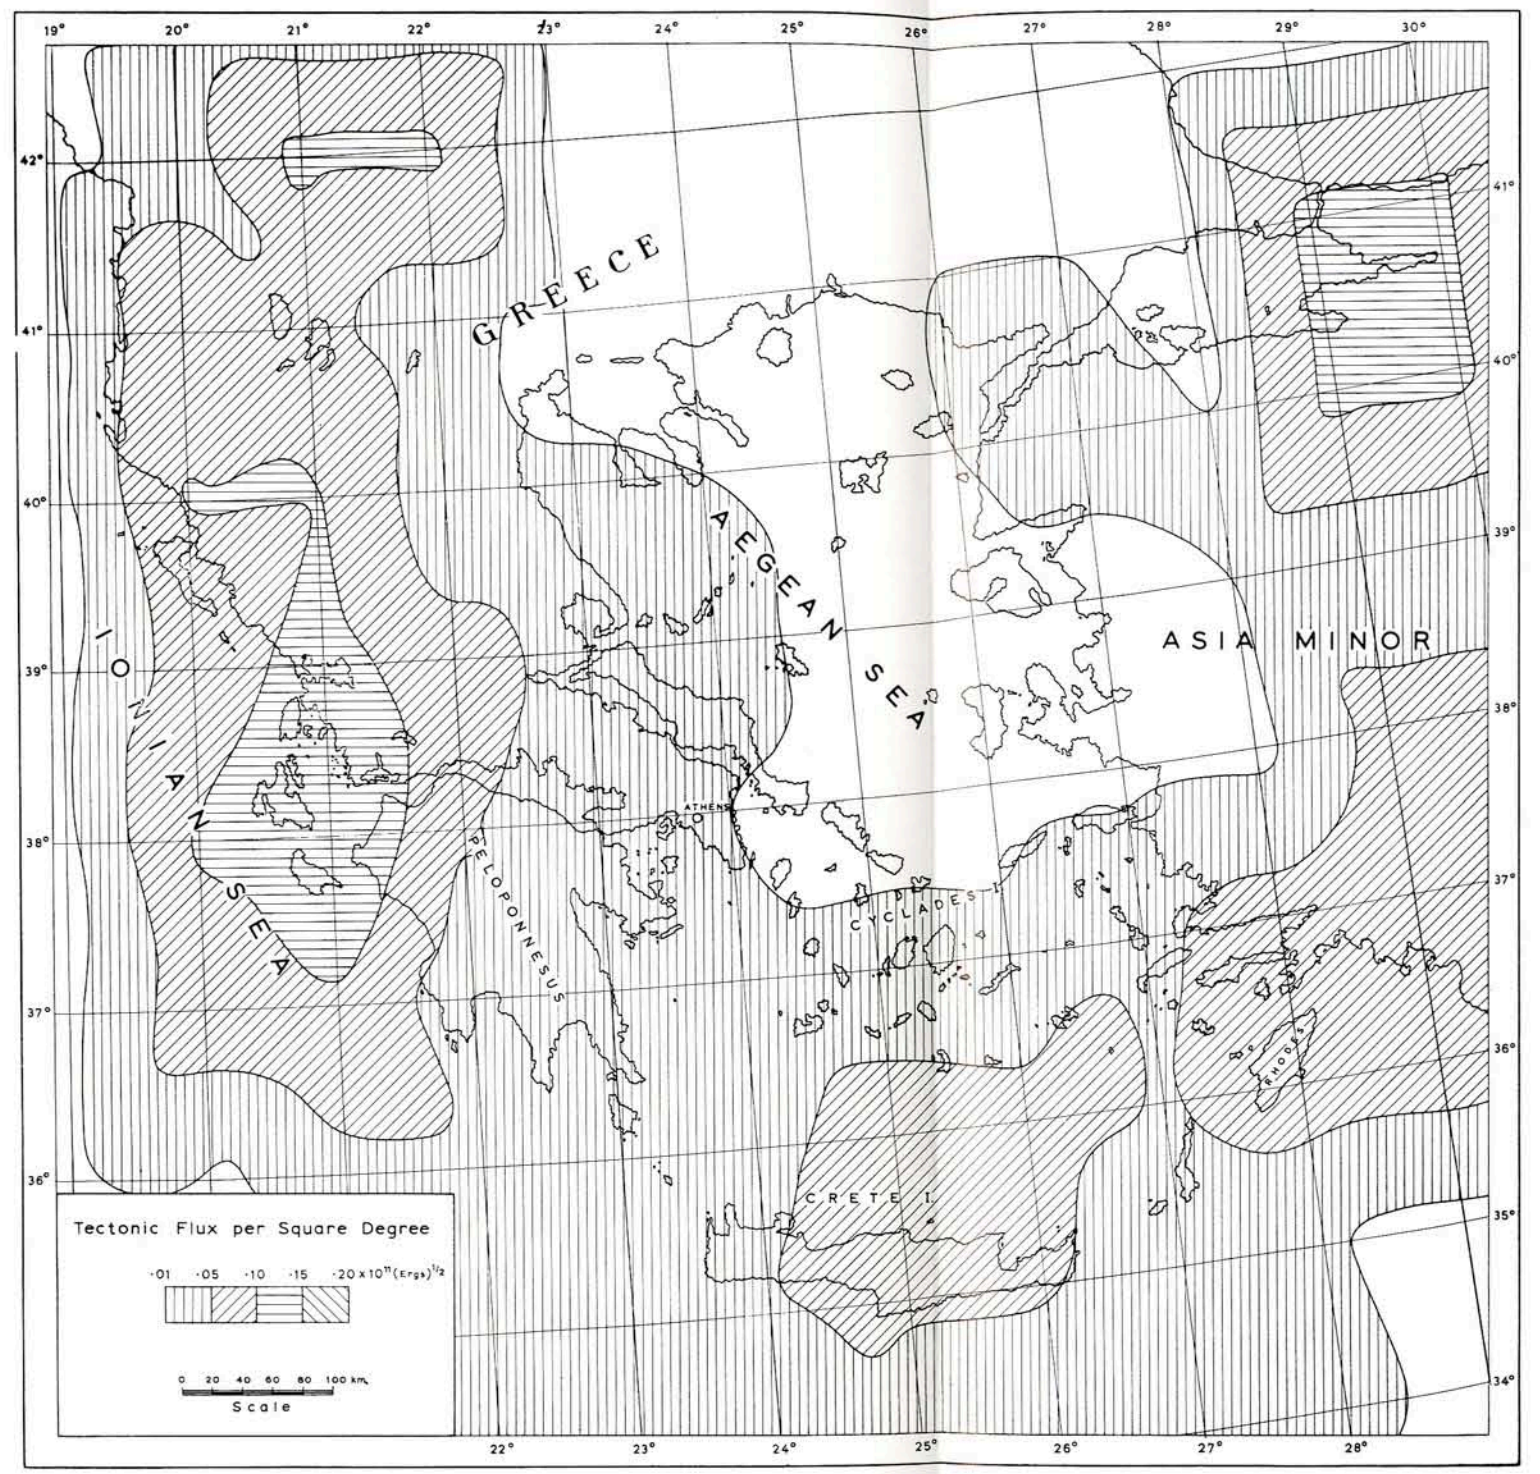 19° 20° 21° 22° 23° 24° 25° 26° 27° 28° 29° 30°
42°
41°
41°
40°
40°
39°
39°
38°
38°
37°
37°
36°
36°
35°
34°
GREECE
AEGEAN SEA
ASIA MINOR
IONIAN SEA
ATHENS
PELOPONNESUS
CYCLADES I.
RHODES
CRETE I.
Tectonic Flux per Square Degree
·01 ·05 ·10 ·15 ·20 x 10¹¹(Ergs)¹/²
0 20 40 60 80 100 km.
Scale
22° 23° 24° 25° 26° 27° 28°